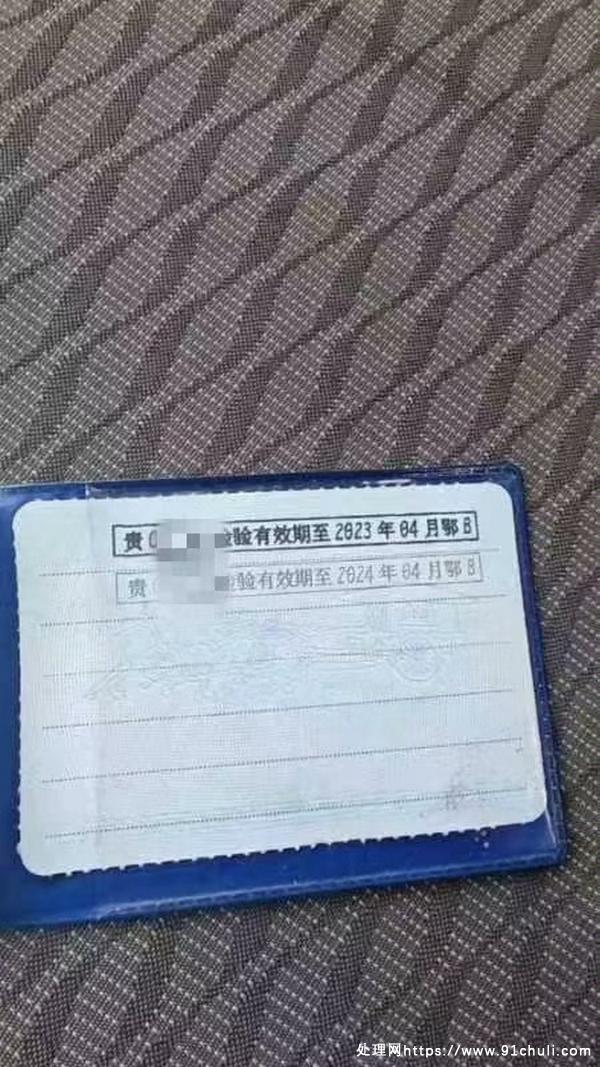 贵 验有效期至 2023 年 04 月鄂 B
贵 验有效期至 2024 年 04 月鄂 B
处理网https://www.91chuli.com